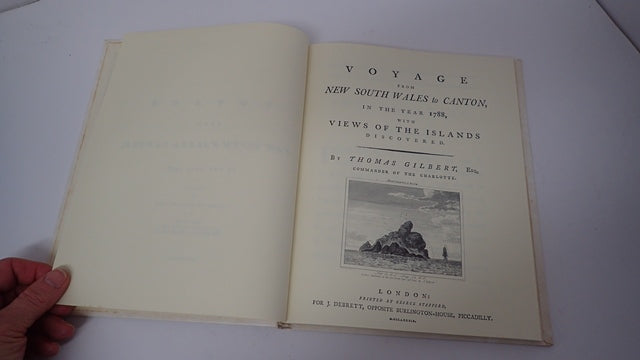 VOYAGE
FROM
NEW SOUTH WALES to CANTON,
IN THE YEAR 1788,
WITH
VIEWS OF THE ISLANDS
DISCOVERED.
BY THOMAS GILBERT, Esq.
COMMANDER OF THE CHARLOTTE.
LONDON:
PRINTED BY GEORGE STAFFORD,
FOR J. DEBRETT, OPPOSITE BURLINGTON-HOUSE, PICCADILLY.